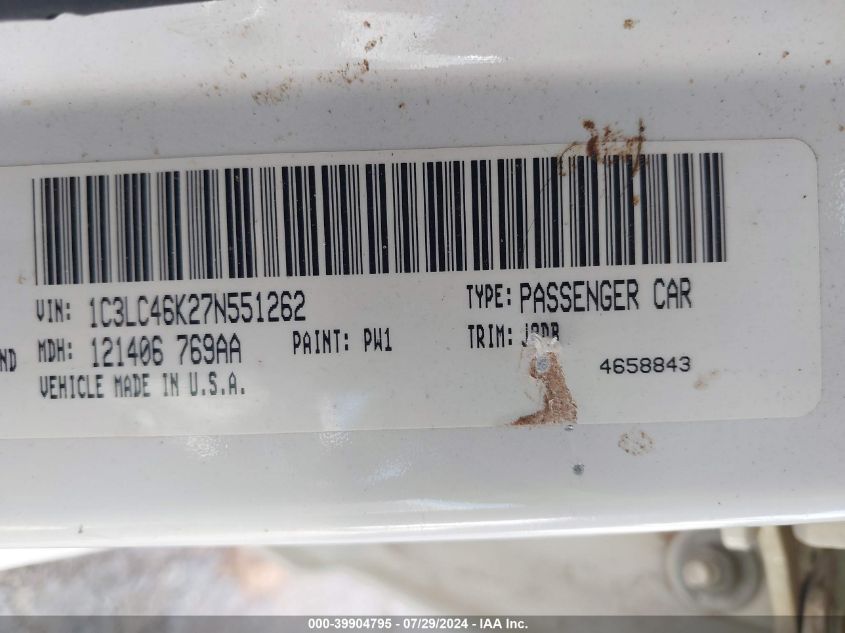 VIN: 1C3LC46K27N551262 TYPE: PASSENGER CAR
ND MDH: 121406 769AA PAINT: PW1 TRIM:
VEHICLE MADE IN U.S.A. 4658843
000-39904795 - 07/29/2024 - IAA Inc.